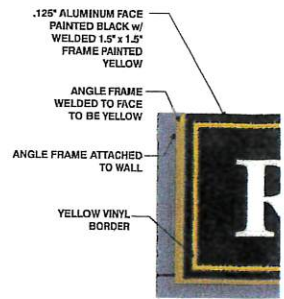 .125" ALUMINUM FACE
PAINTED BLACK w/
WELDED 1.5" x 1.5"
FRAME PAINTED
YELLOW
ANGLE FRAME
WELDED TO FACE
TO BE YELLOW
ANGLE FRAME ATTACHED
TO WALL
YELLOW VINYL
BORDER
R